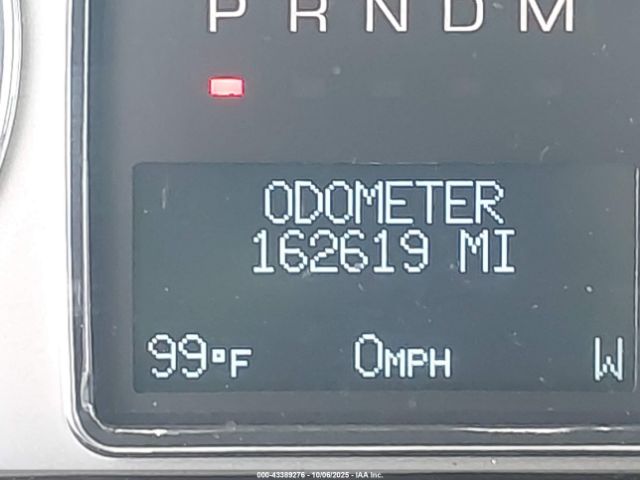 P R N D M
ODOMETER
162619 MI
99°F 0MPH W
000-43389276 - 10/06/2025 - IAA Inc.